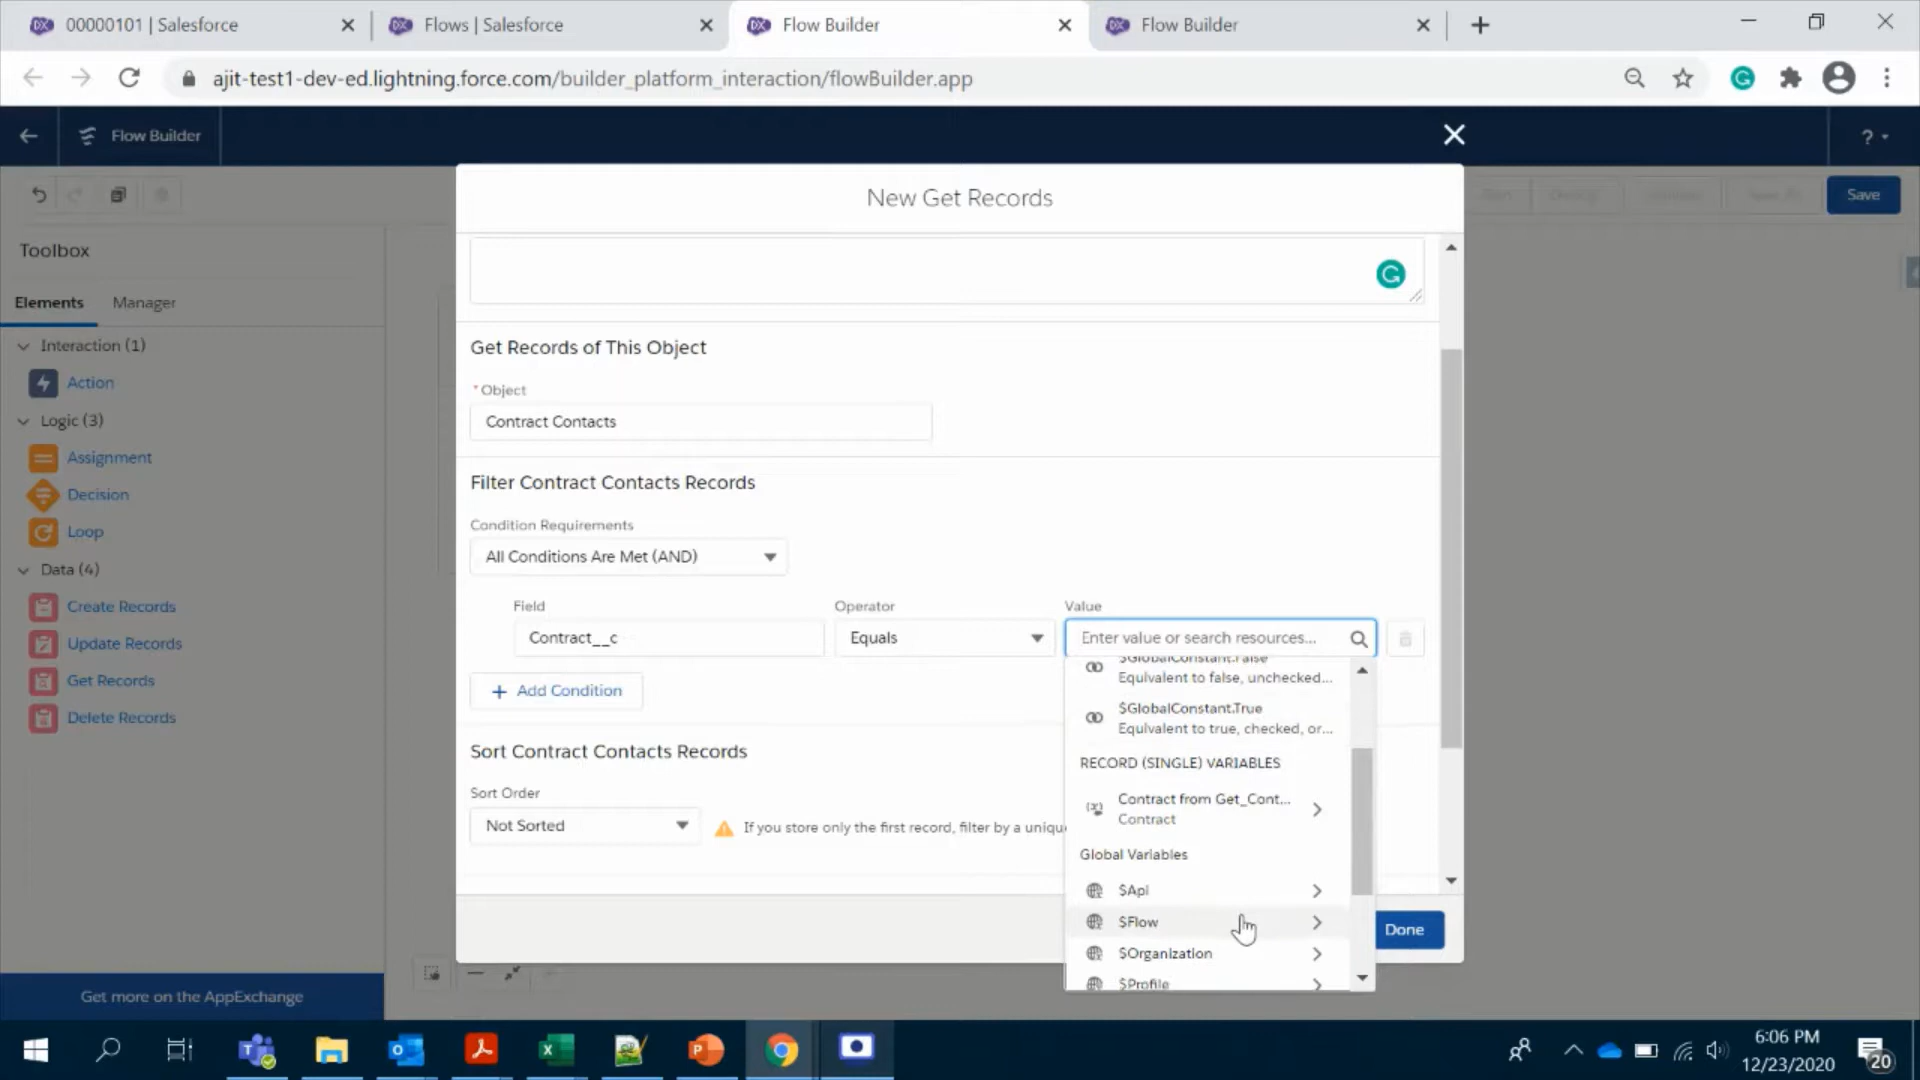 00000101 | Salesforce
Flows | Salesforce
Flow Builder
Flow Builder
ajit-test1-dev-ed.lightning.force.com/builder_platform_interaction/flowBuilder.app
Flow Builder
?
New Get Records
Save
Toolbox
Elements
Manager
Interaction (1)
Action
Logic (3)
Assignment
Decision
Loop
Data (4)
Create Records
Update Records
Get Records
Delete Records
Get more on the AppExchange
Get Records of This Object
* Object
Contract Contacts
Filter Contract Contacts Records
Condition Requirements
All Conditions Are Met (AND)
Field
Operator
Value
Contract__c
Equals
Enter value or search resources...
+ Add Condition
$GlobalConstant.False
Equivalent to false, unchecked...
$GlobalConstant.True
Equivalent to true, checked, or...
RECORD (SINGLE) VARIABLES
Contract from Get_Cont...
Contract
Global Variables
$Api
$Flow
$Organization
$Profile
Sort Contract Contacts Records
Sort Order
Not Sorted
If you store only the first record, filter by a uniqu
Done
6:06 PM
12/23/2020
20